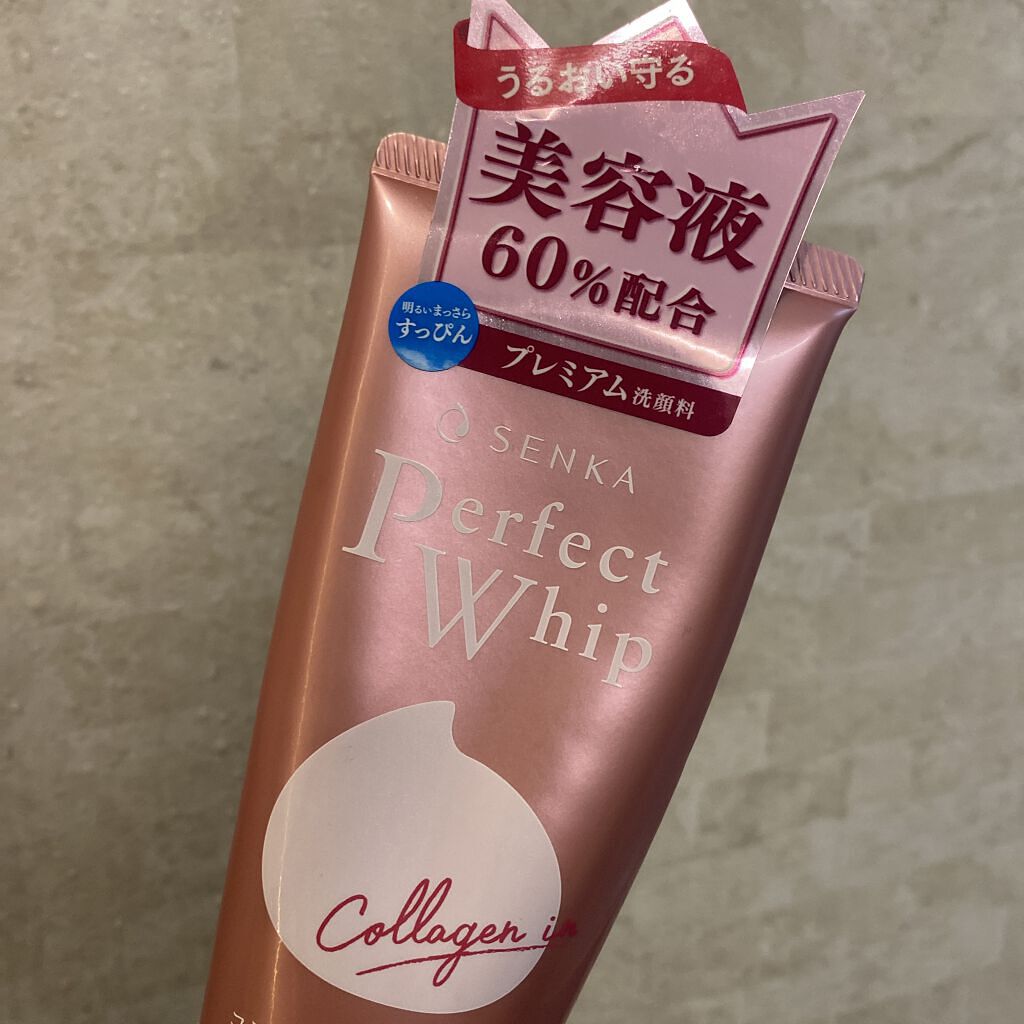 うるおい守る
美容液
60%配合
明るいまっさら
すっぴん
プレミアム洗顔料
SENKA
Perfect
Whip
Collagen in